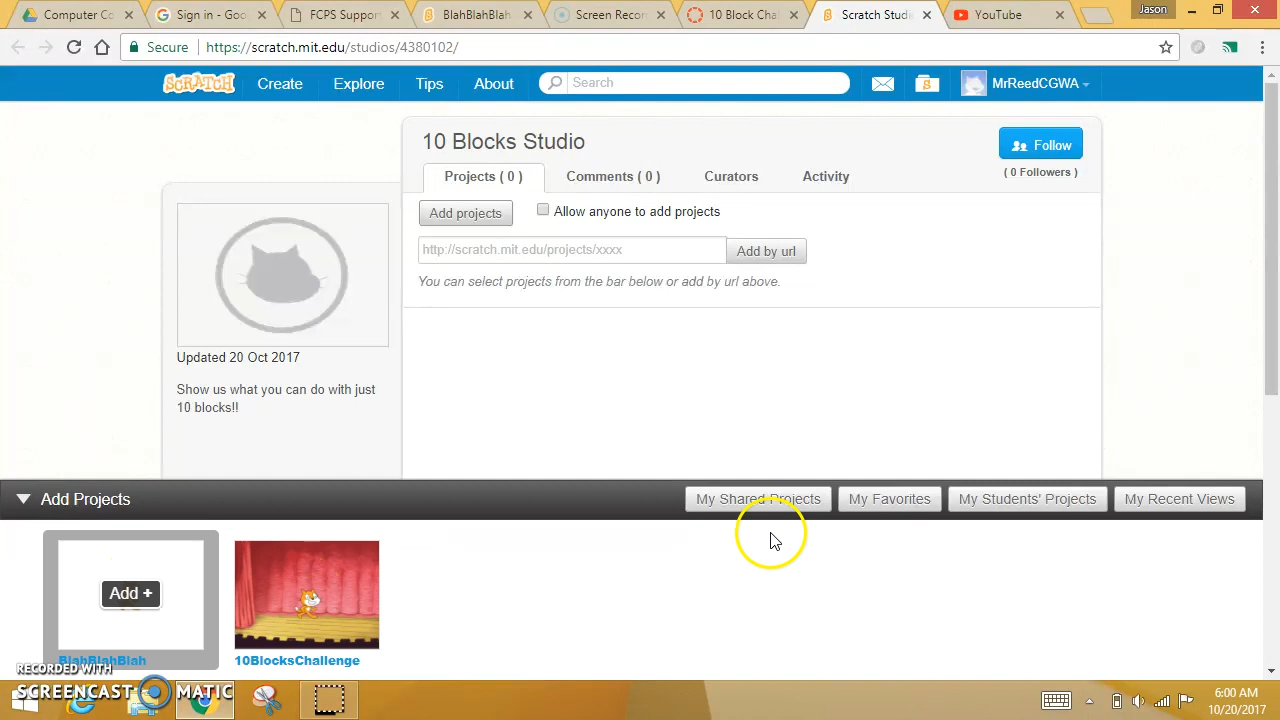 Computer Co
Sign in - Goo
FCPS Suppor
BlahBlahBlah
Screen Recor
10 Block Chal
Scratch Studi
YouTube
Jason
Secure
https://scratch.mit.edu/studios/4380102/
SCRATCH
Create
Explore
Tips
About
Search
MrReedCGWA
10 Blocks Studio
Follow
( 0 Followers )
Projects ( 0 )
Comments ( 0 )
Curators
Activity
Add projects
Allow anyone to add projects
http://scratch.mit.edu/projects/xxxx
Add by url
You can select projects from the bar below or add by url above.
Updated 20 Oct 2017
Show us what you can do with just
10 blocks!!
Add Projects
My Shared Projects
My Favorites
My Students' Projects
My Recent Views
Add +
BlahBlahBlah
10BlocksChallenge
RECORDED WITH
SCREENCAST MATIC
6:00 AM
10/20/2017